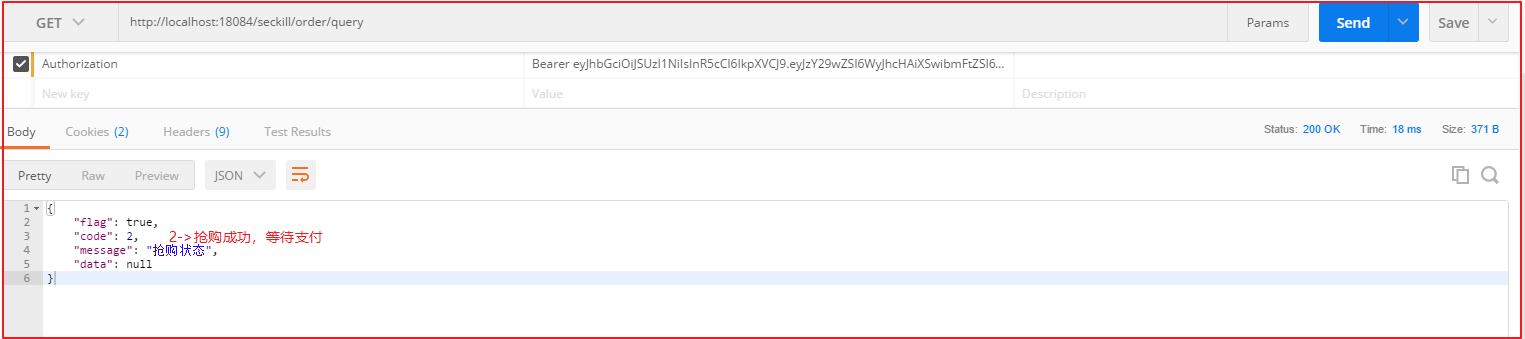 GET http://localhost:18084/seckill/order/query Params Send Save
Authorization Bearer eyJhbGciOiJSUzI1NiIsInR5cCI6IkpXVCJ9.eyJzY29wZSI6WyJhcHAiXSwibmFtZSI6...
New key Value Description
Body Cookies (2) Headers (9) Test Results Status: 200 OK Time: 18 ms Size: 371 B
Pretty Raw Preview JSON
1 {
2 "flag": true,
3 "code": 2, 2->抢购成功，等待支付
4 "message": "抢购状态",
5 "data": null
6 }